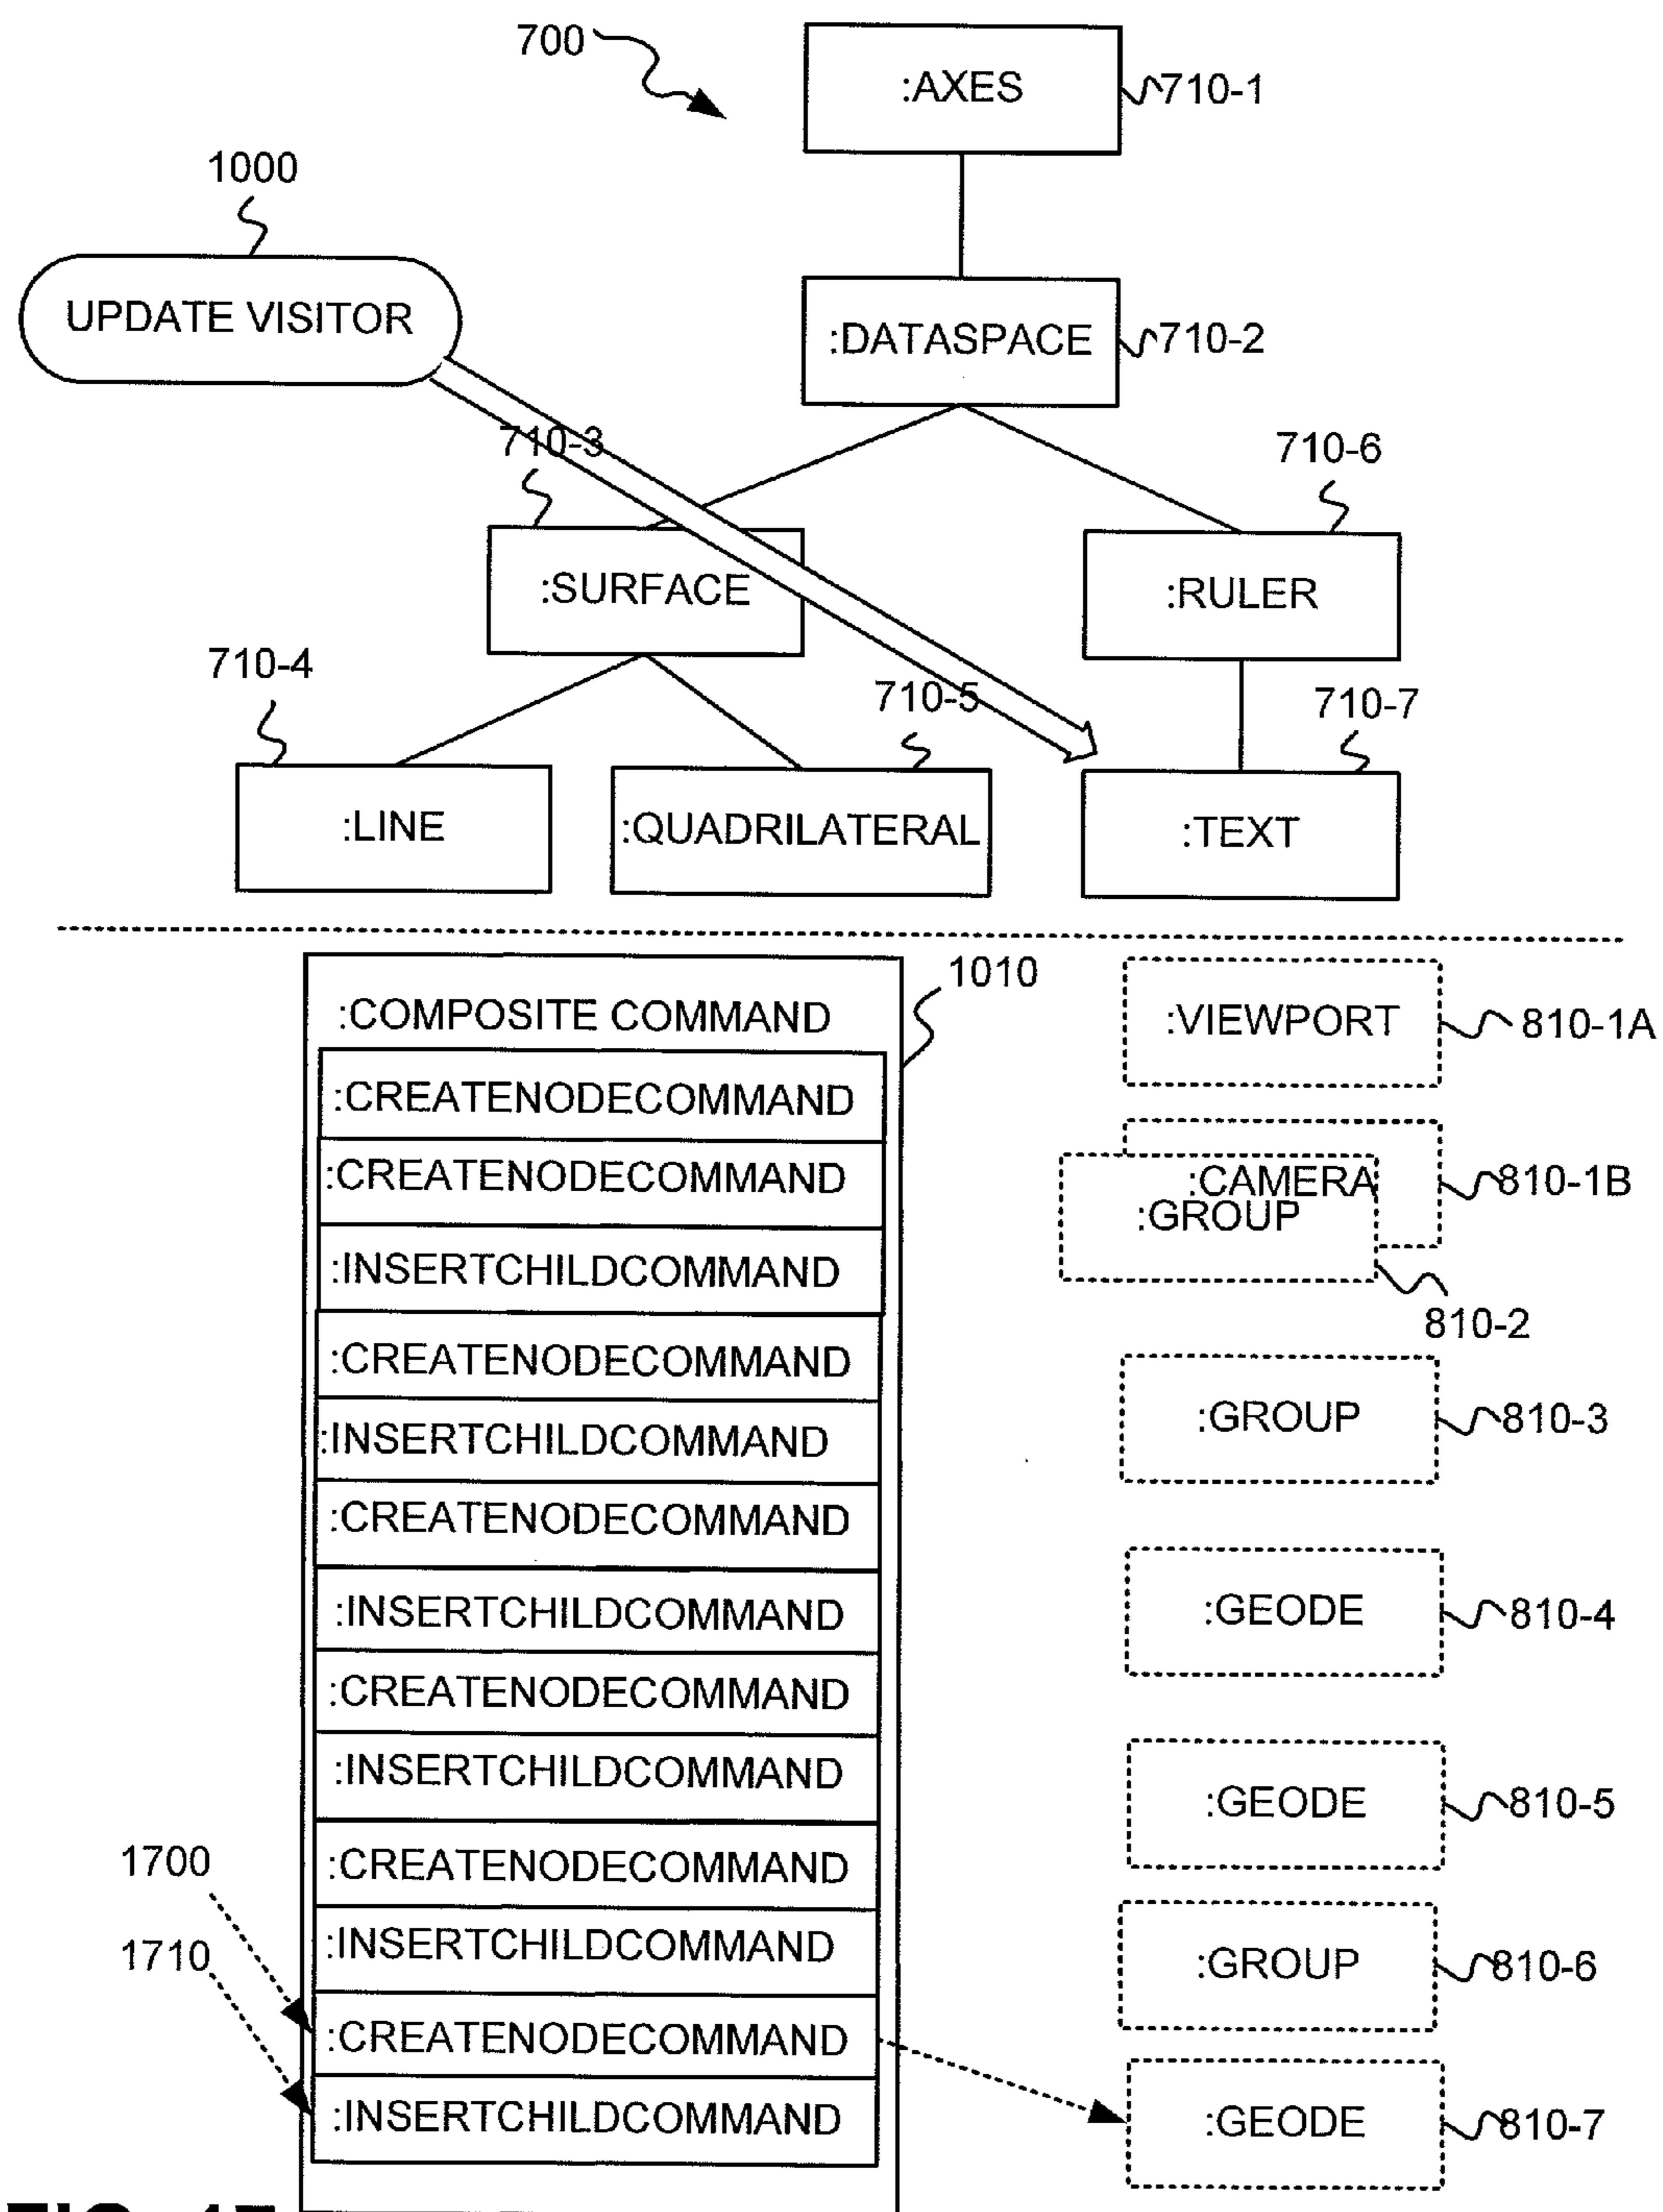 700
:AXES
710-1
1000
UPDATE VISITOR
:DATASPACE
710-2
710-3
710-6
:SURFACE
:RULER
710-4
710-5
710-7
:LINE
:QUADRILATERAL
:TEXT
:COMPOSITE COMMAND
1010
:VIEWPORT
810-1A
:CREATENODECOMMAND
:CREATENODECOMMAND
:CAMERA
810-1B
:GROUP
:INSERTCHILDCOMMAND
810-2
:CREATENODECOMMAND
:GROUP
810-3
:INSERTCHILDCOMMAND
:CREATENODECOMMAND
:INSERTCHILDCOMMAND
:GEODE
810-4
:CREATENODECOMMAND
:INSERTCHILDCOMMAND
:GEODE
810-5
1700
:CREATENODECOMMAND
1710
:INSERTCHILDCOMMAND
:GROUP
810-6
:CREATENODECOMMAND
:INSERTCHILDCOMMAND
:GEODE
810-7